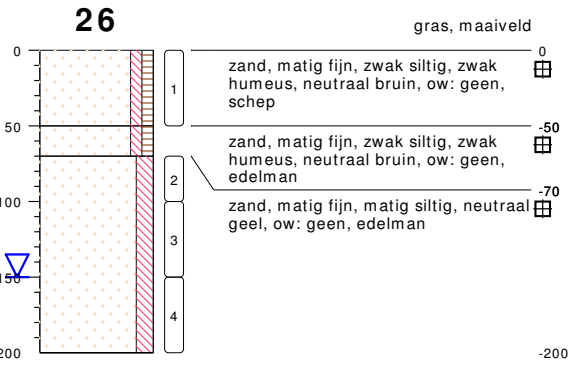 26
gras, maaiveld
0
50
100
150
200
1
2
3
4
0
zand, matig fijn, zwak siltig, zwak
humeus, neutraal bruin, ow: geen,
schep
-50
zand, matig fijn, zwak siltig, zwak
humeus, neutraal bruin, ow: geen,
edelman
-70
zand, matig fijn, matig siltig, neutraal
geel, ow: geen, edelman
-200